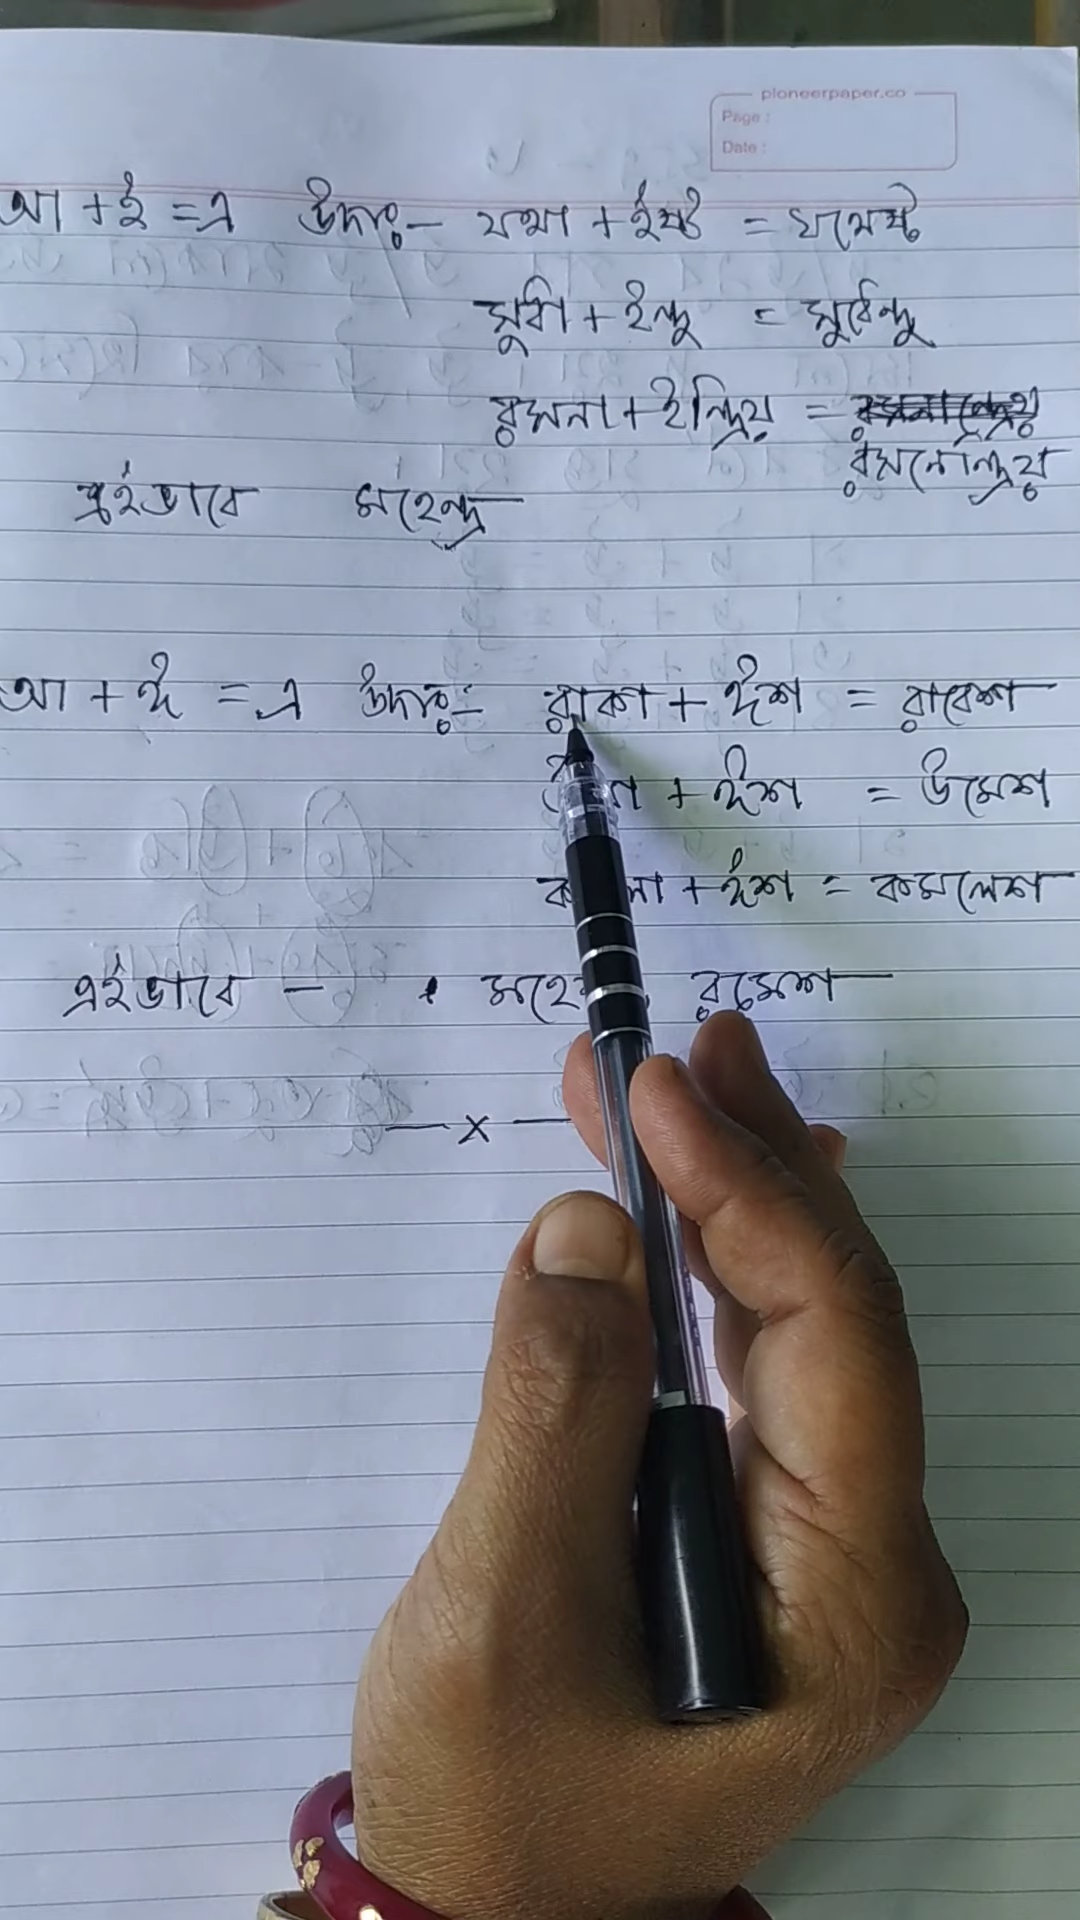 pioneerpaper.co
Page :
Date :
আ + ই = এ উদাঃ- যথা + ইষ্ট = যথেষ্ট
সুধা + ইন্দু = সুধেন্দু
রসনা + ইন্দ্রিয় =
রসনেন্দ্রিয়
এইভাবে মহেন্দ্র
আ + ঈ = এ উদাঃ- রাকা + ঈশ = রাকেশ
+ ঈশ = উমেশ
+ ঈশ = কমলেশ
এইভাবে - রমেশ
— x —